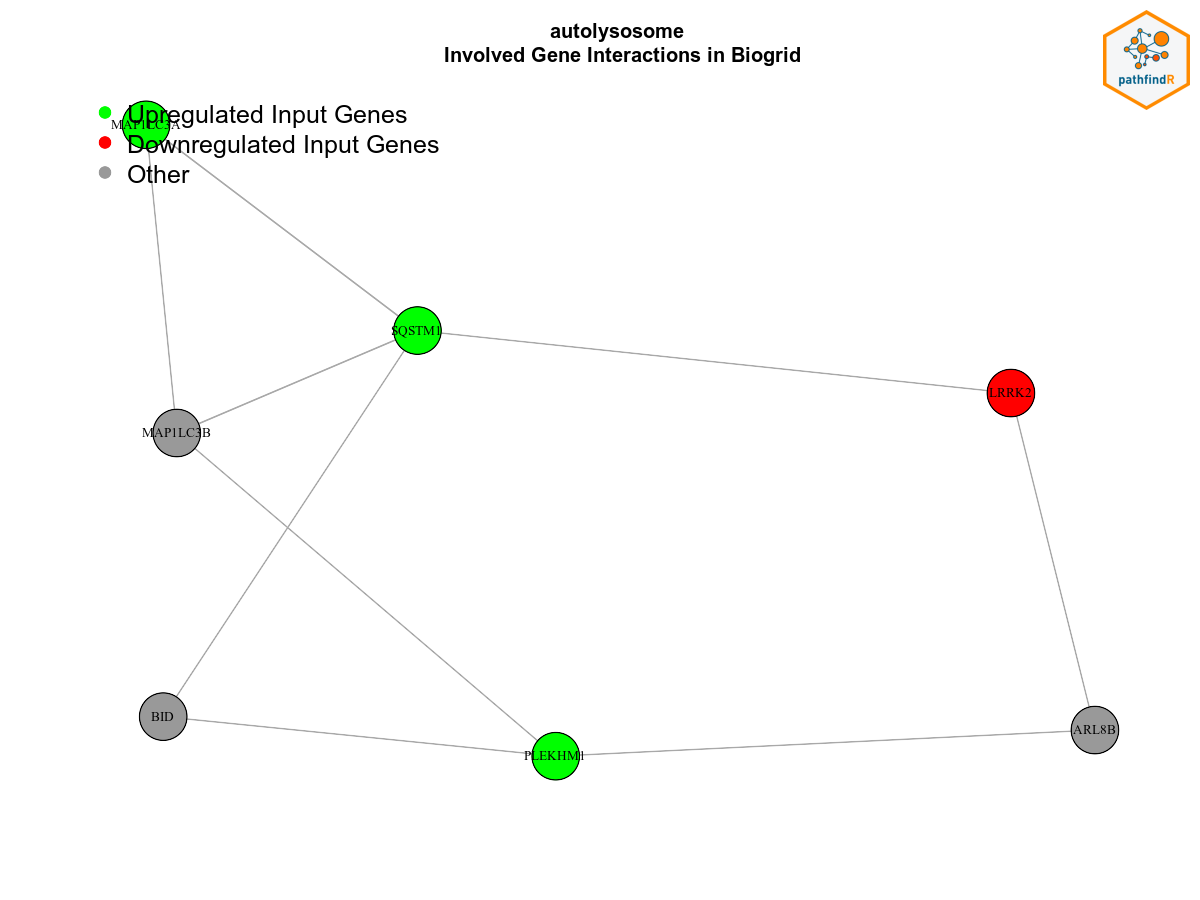 autolysosome
Involved Gene Interactions in Biogrid
pathfindR
Upregulated Input Genes
MAP1LC3A
Downregulated Input Genes
Other
SQSTM1
LRRK2
MAP1LC3B
BID
PLEKHM1
ARL8B